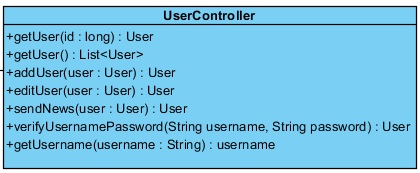 UserController
+getUser(id : long) : User
+getUser() : List<User>
+addUser(user : User) : User
+editUser(user : User) : User
+sendNews(user : User) : User
+verifyUsernamePassword(String username, String password) : User
+getUsername(username : String) : username